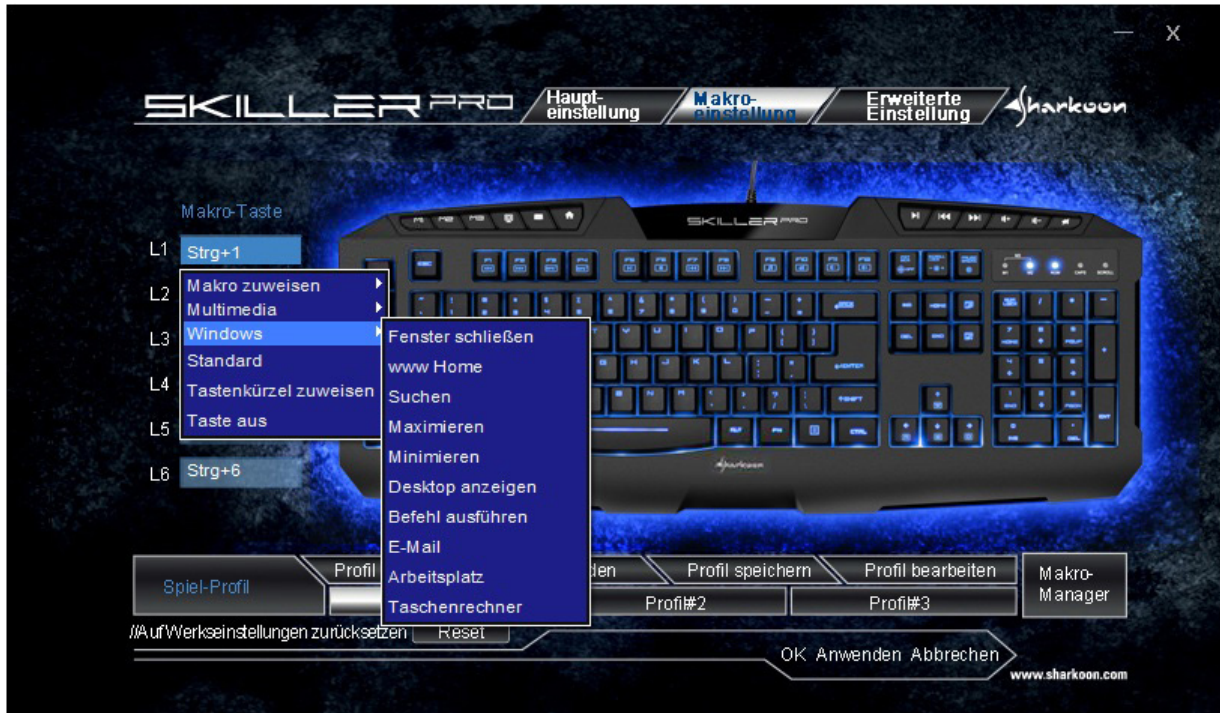 — X
SKILLER PRO
Haupt-
einstellung
Makro-
einstellung
Erweiterte
Einstellung
Sharkoon
Makro-Taste
L1 Strg+1
L2
L3
L4
L5
L6 Strg+6
Makro zuweisen
Multimedia
Windows
Standard
Tastenkürzel zuweisen
Taste aus
Fenster schließen
www Home
Suchen
Maximieren
Minimieren
Desktop anzeigen
Befehl ausführen
E-Mail
Arbeitsplatz
Taschenrechner
SKILLER PRO
Sharkoon
Spiel-Profil
Profil
Profil speichern
Profil bearbeiten
Makro-
Manager
Profil#2
Profil#3
//Auf Werkseinstellungen zurücksetzen
Reset
OK Anwenden Abbrechen
www.sharkoon.com